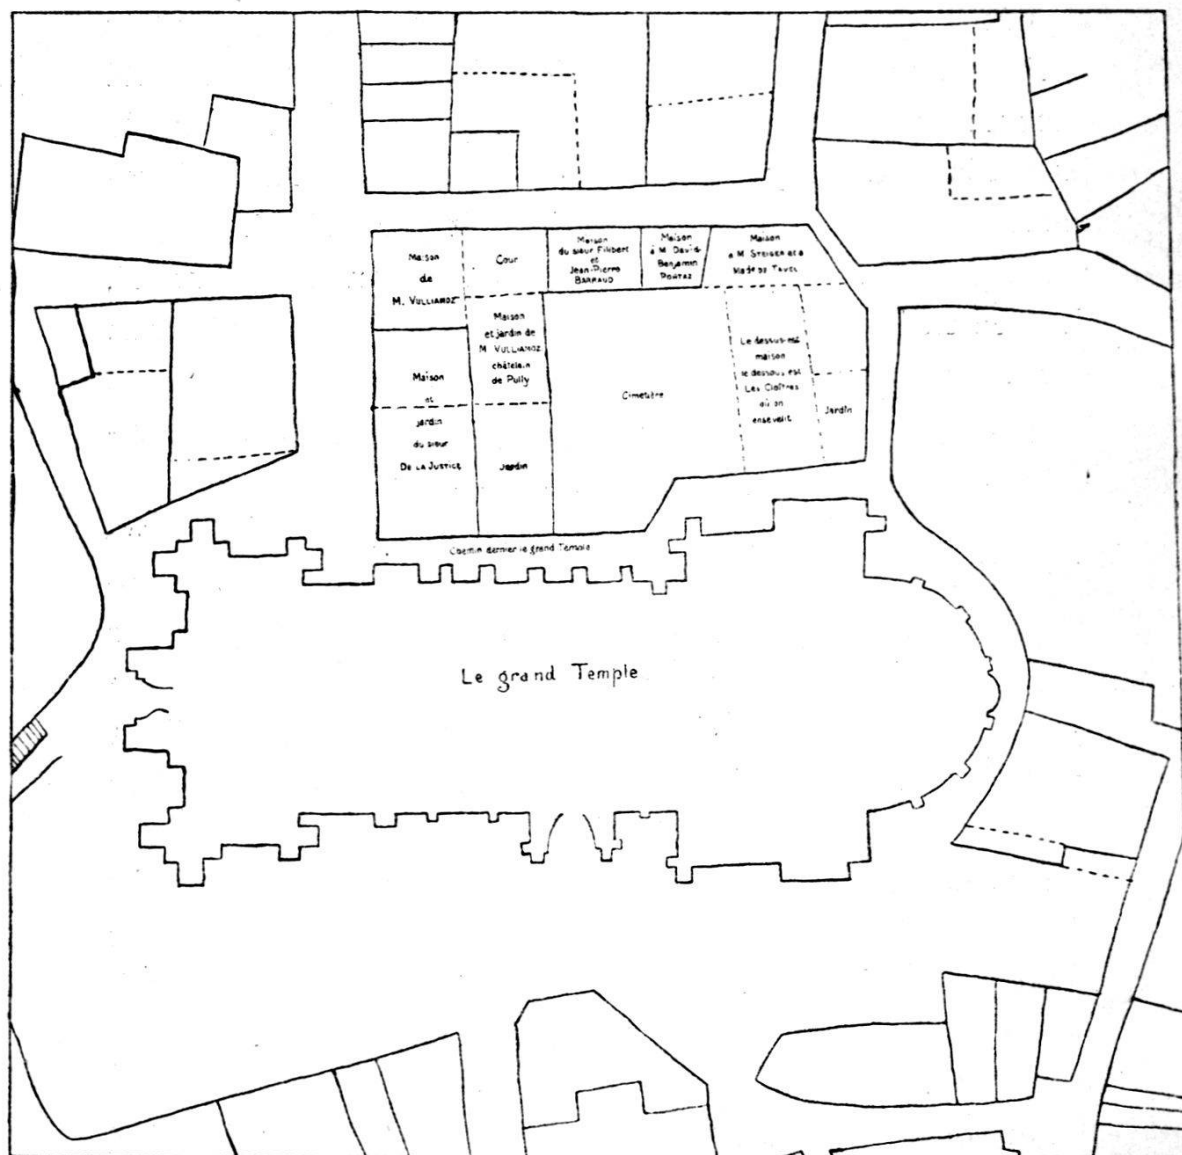 Maison
de
M. VULLIAMOZ
Cour
Maison
du sieur Filibert
et
Jean-Pierre
BARRAUD
Maison
à M. David-
Benjamin
PORTAZ
Maison
à M. STEIGER et à
Made DE TAVEL
Maison
et jardin de
M. VULLIAMOZ
châtelain
de Pully
Maison
et
jardin
du sieur
DE LA JUSTICE
Jardin
Cimetière
Le dessus est
maison
le dessous est
Les Cloîtres
où on
ensevelit
Jardin
Chemin dernier le grand Temple
Le grand Temple